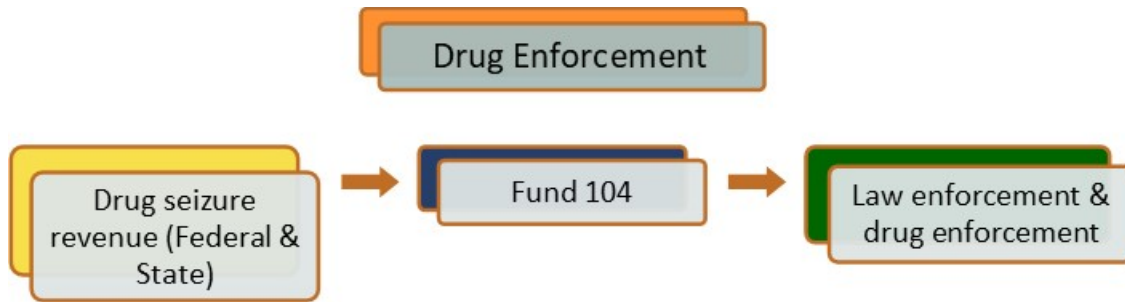 Drug Enforcement
Drug seizure
revenue (Federal &
State)
Fund 104
Law enforcement &
drug enforcement